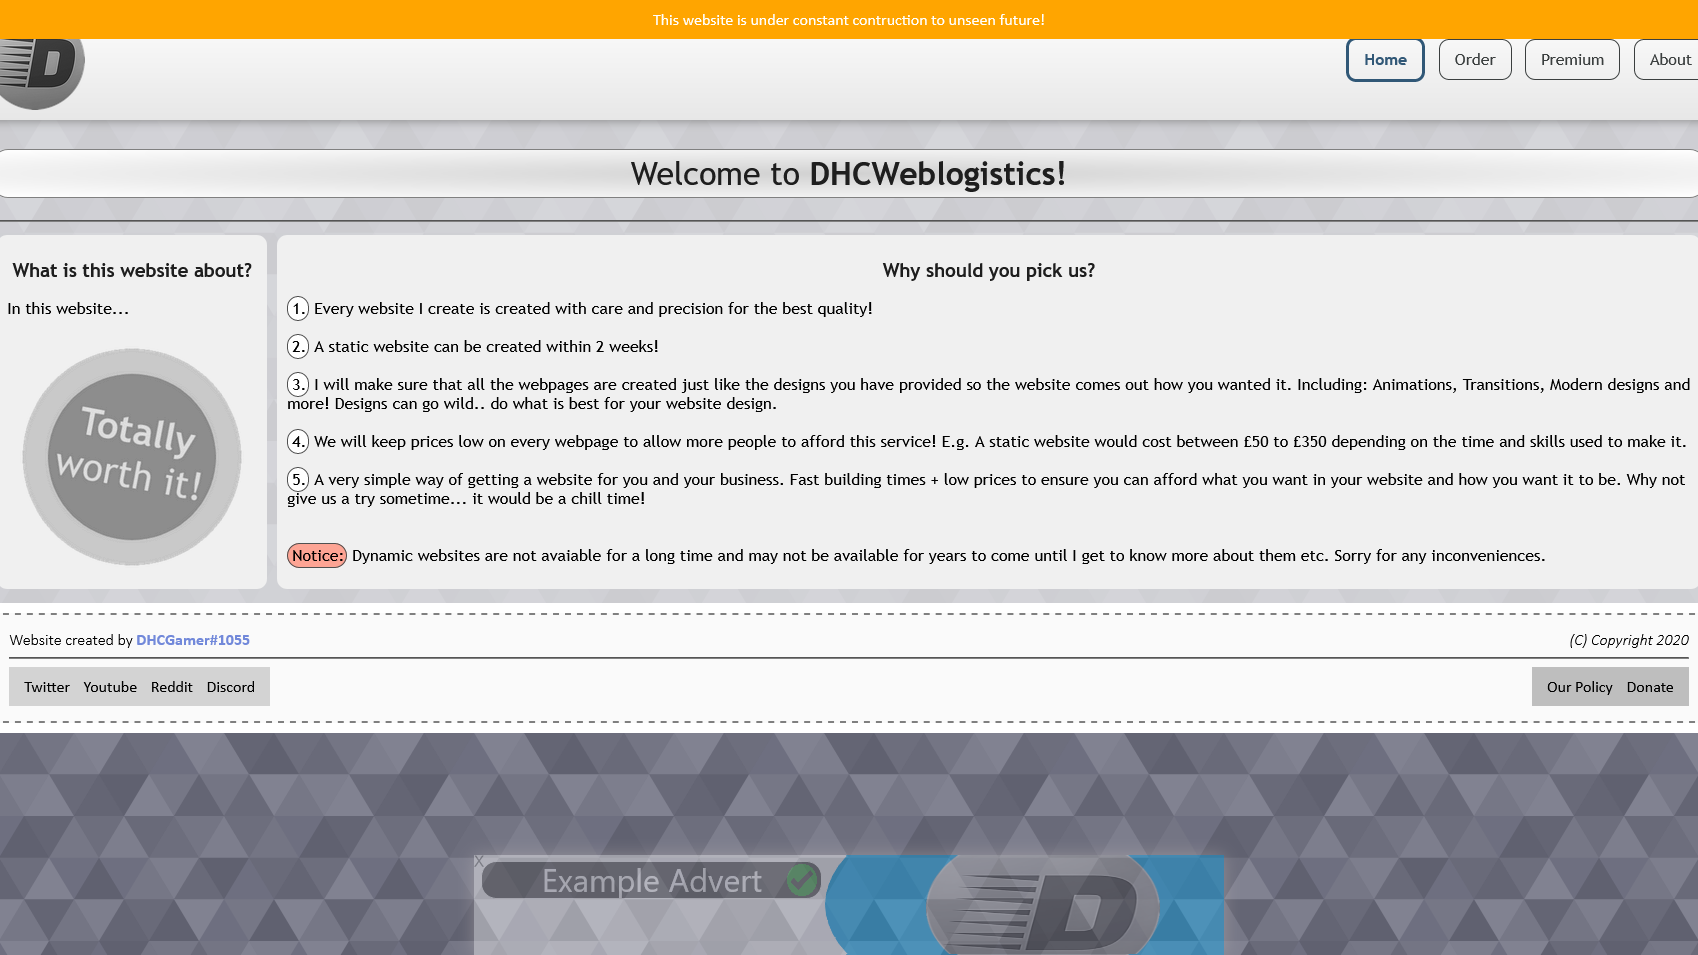 This website is under constant contruction to unseen future!
D
Home Order Premium About
Welcome to DHCWeblogistics!
What is this website about?
In this website...
Totally
worth it!
Why should you pick us?
1. Every website I create is created with care and precision for the best quality!
2. A static website can be created within 2 weeks!
3. I will make sure that all the webpages are created just like the designs you have provided so the website comes out how you wanted it. Including: Animations, Transitions, Modern designs and
more! Designs can go wild.. do what is best for your website design.
4. We will keep prices low on every webpage to allow more people to afford this service! E.g. A static website would cost between £50 to £350 depending on the time and skills used to make it.
5. A very simple way of getting a website for you and your business. Fast building times + low prices to ensure you can afford what you want in your website and how you want it to be. Why not
give us a try sometime... it would be a chill time!
Notice: Dynamic websites are not avaiable for a long time and may not be available for years to come until I get to know more about them etc. Sorry for any inconveniences.
Website created by DHCGamer#1055
(C) Copyright 2020
Twitter Youtube Reddit Discord
Our Policy Donate
X
Example Advert
D